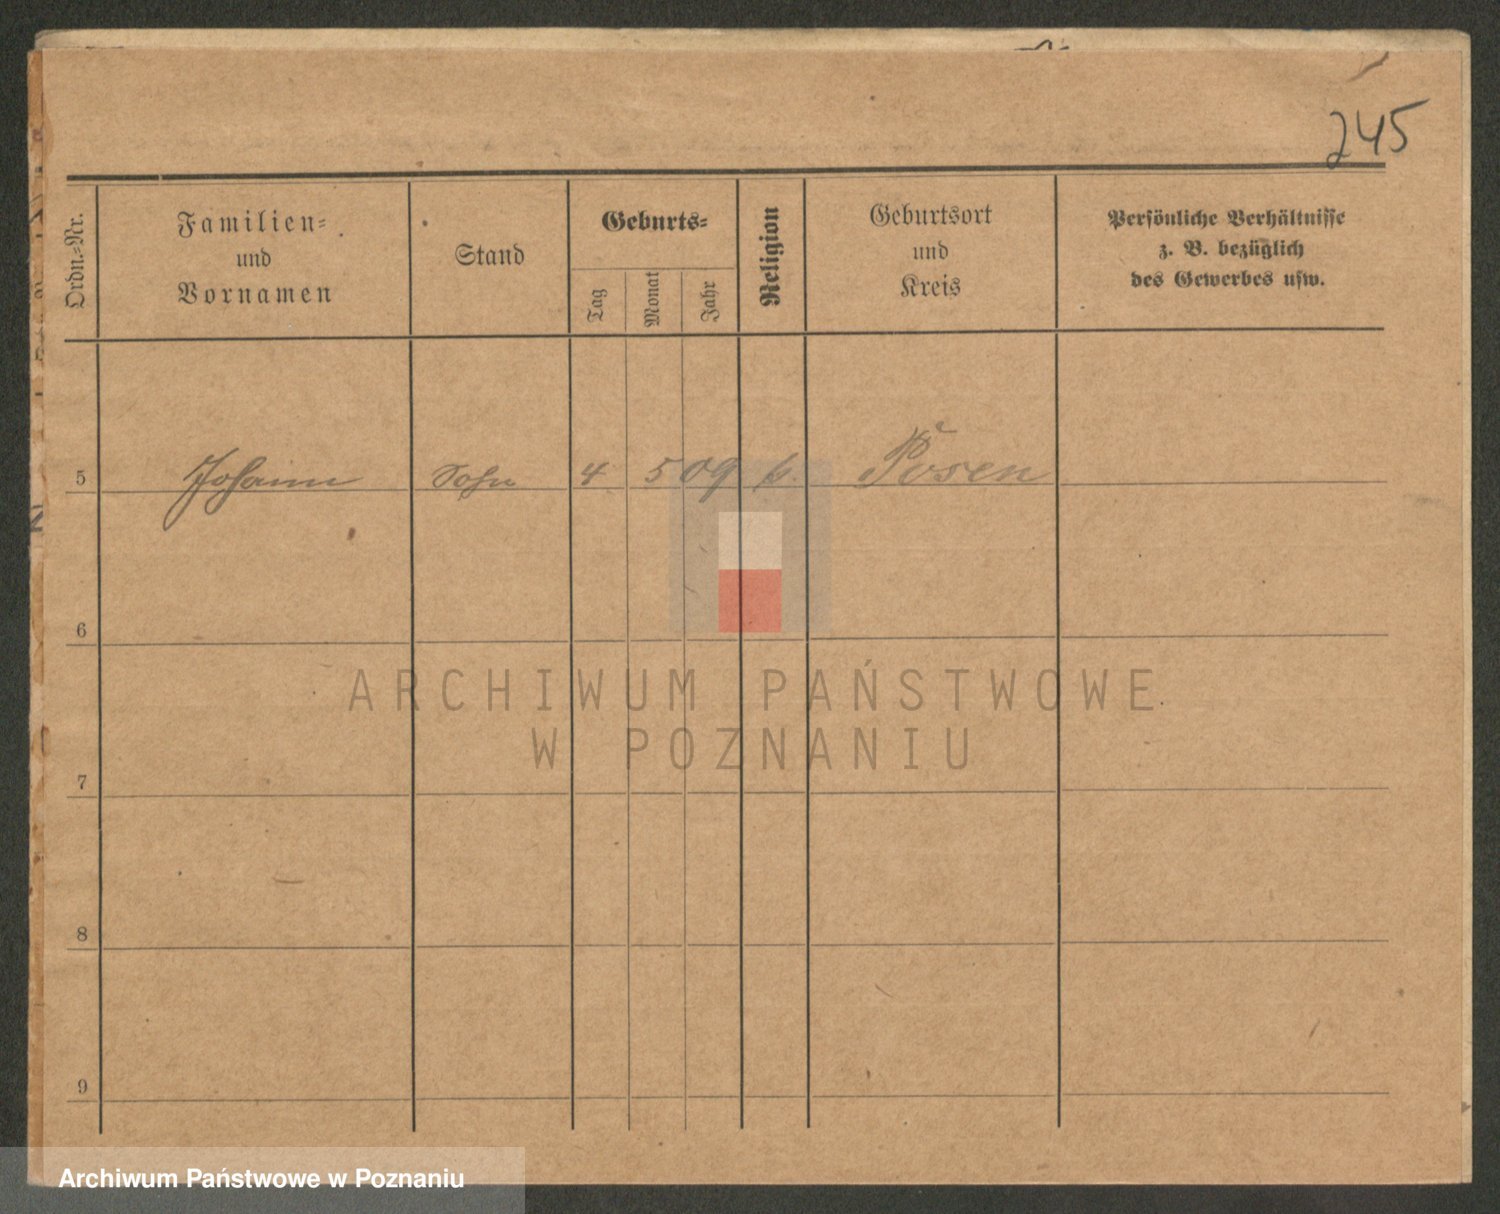 245
Ordn.-Nr.
Familien-
und
Vornamen
Stand
Geburts-
Tag
Monat
Jahr
Religion
Geburtsort
und
Kreis
Persönliche Verhältnisse
z. B. bezüglich
des Gewerbes usw.
5 Johann Sohn 4 5 09 k. Posen
6
ARCHIWUM PAŃSTWOWE
W POZNANIU
7
8
9
Archiwum Państwowe w Poznaniu